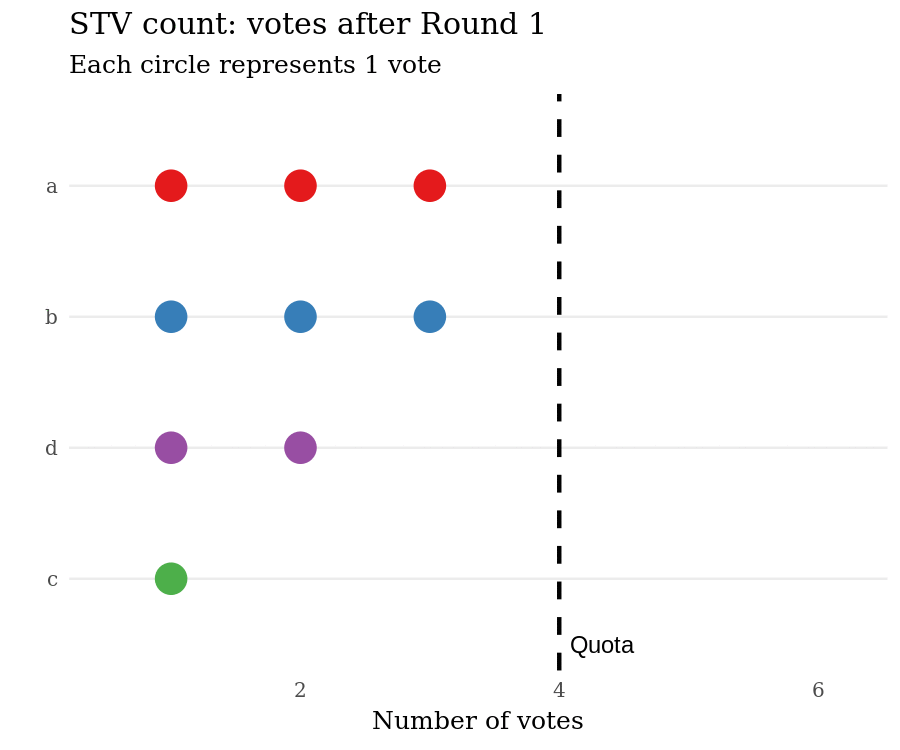 STV count: votes after Round 1
Each circle represents 1 vote
a
b
d
c
Quota
2 4 6
Number of votes